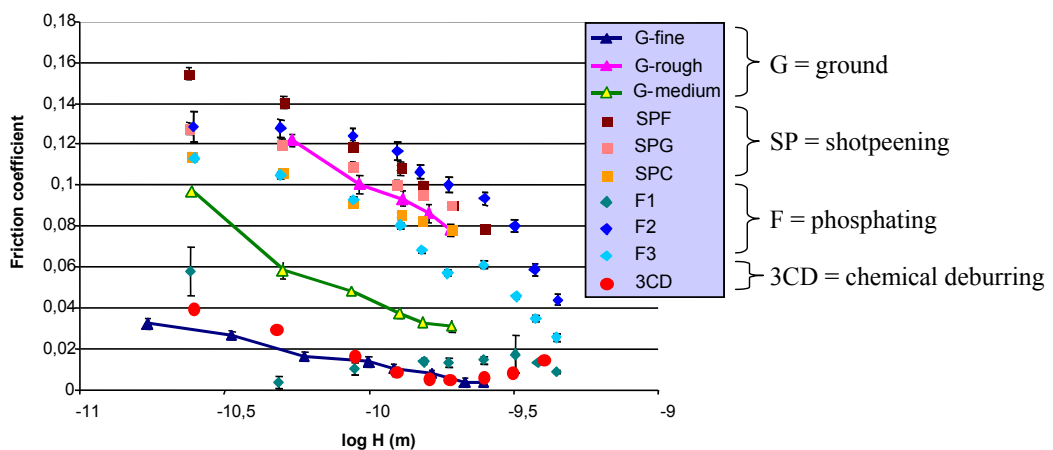 0,18
0,16
0,14
0,12
0,1
0,08
0,06
0,04
0,02
0
Friction coefficient
-11
-10,5
-10
-9,5
-9
log H (m)
G-fine
G-rough
G-medium
SPF
SPG
SPC
F1
F2
F3
3CD
G = ground
SP = shotpeening
F = phosphating
3CD = chemical deburring